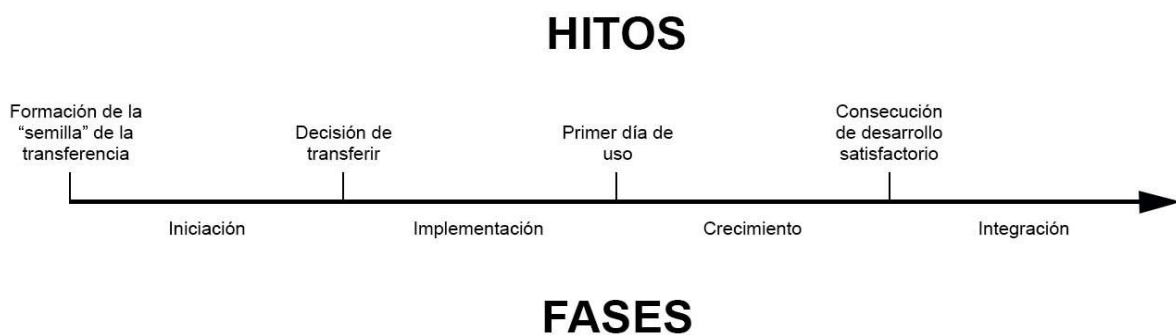 HITOS
Formación de la
“semilla” de la
transferencia
Decisión de
transferir
Primer día de
uso
Consecución
de desarrollo
satisfactorio
Iniciación
Implementación
Crecimiento
Integración
FASES